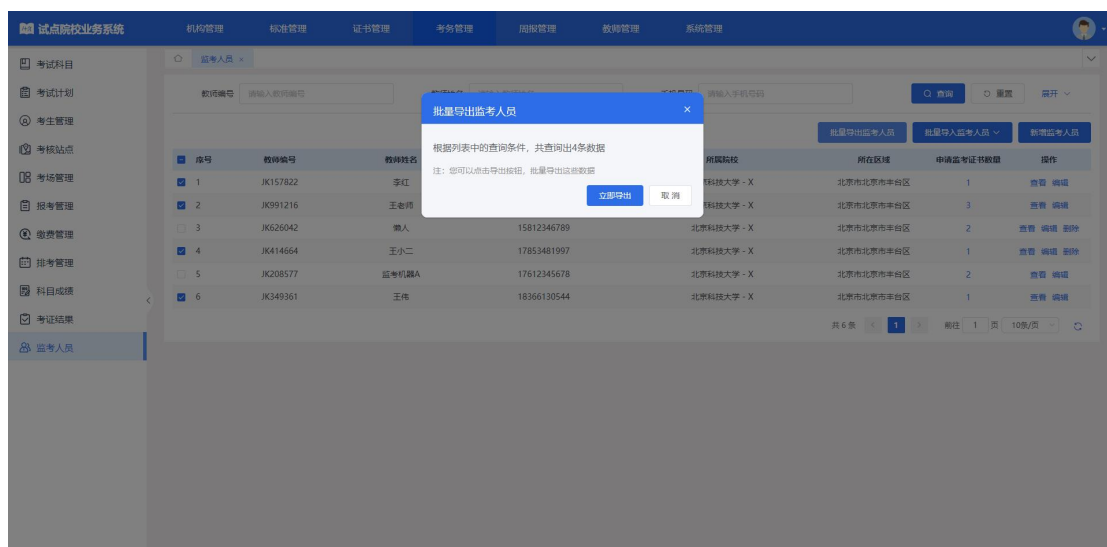 试点院校业务系统 机构管理 标准管理 证书管理 考务管理 周报管理 教师管理 系统管理
考试科目
考试计划
考生管理
考核站点
考场管理
报考管理
缴费管理
排考管理
科目成绩
考证结果
监考人员
监考人员 ×
教师编号 请输入教师编号 请输入手机号码 查询 重置 展开
批量导出监考人员 批量导入监考人员 新增监考人员
序号 教师编号 教师姓名 所属院校 所在区域 申请监考证书数量 操作
1 JK157822 李红 京科技大学 - X 北京市北京市丰台区 1 查看 编辑
2 JK991216 王老师 京科技大学 - X 北京市北京市丰台区 3 查看 编辑
3 JK626042 懒人 15812346789 北京科技大学 - X 北京市北京市丰台区 2 查看 编辑 删除
4 JK414664 王小二 17853481997 北京科技大学 - X 北京市北京市丰台区 1 查看 编辑 删除
5 JK208577 监考机器A 17612345678 北京科技大学 - X 北京市北京市丰台区 2 查看 编辑
6 JK349361 王伟 18366130544 北京科技大学 - X 北京市北京市丰台区 1 查看 编辑
共 6 条 < 1 > 前往 1 页 10条/页
批量导出监考人员 ×
根据列表中的查询条件，共查询出4条数据
注：您可以点击导出按钮，批量导出这些数据
立即导出 取 消